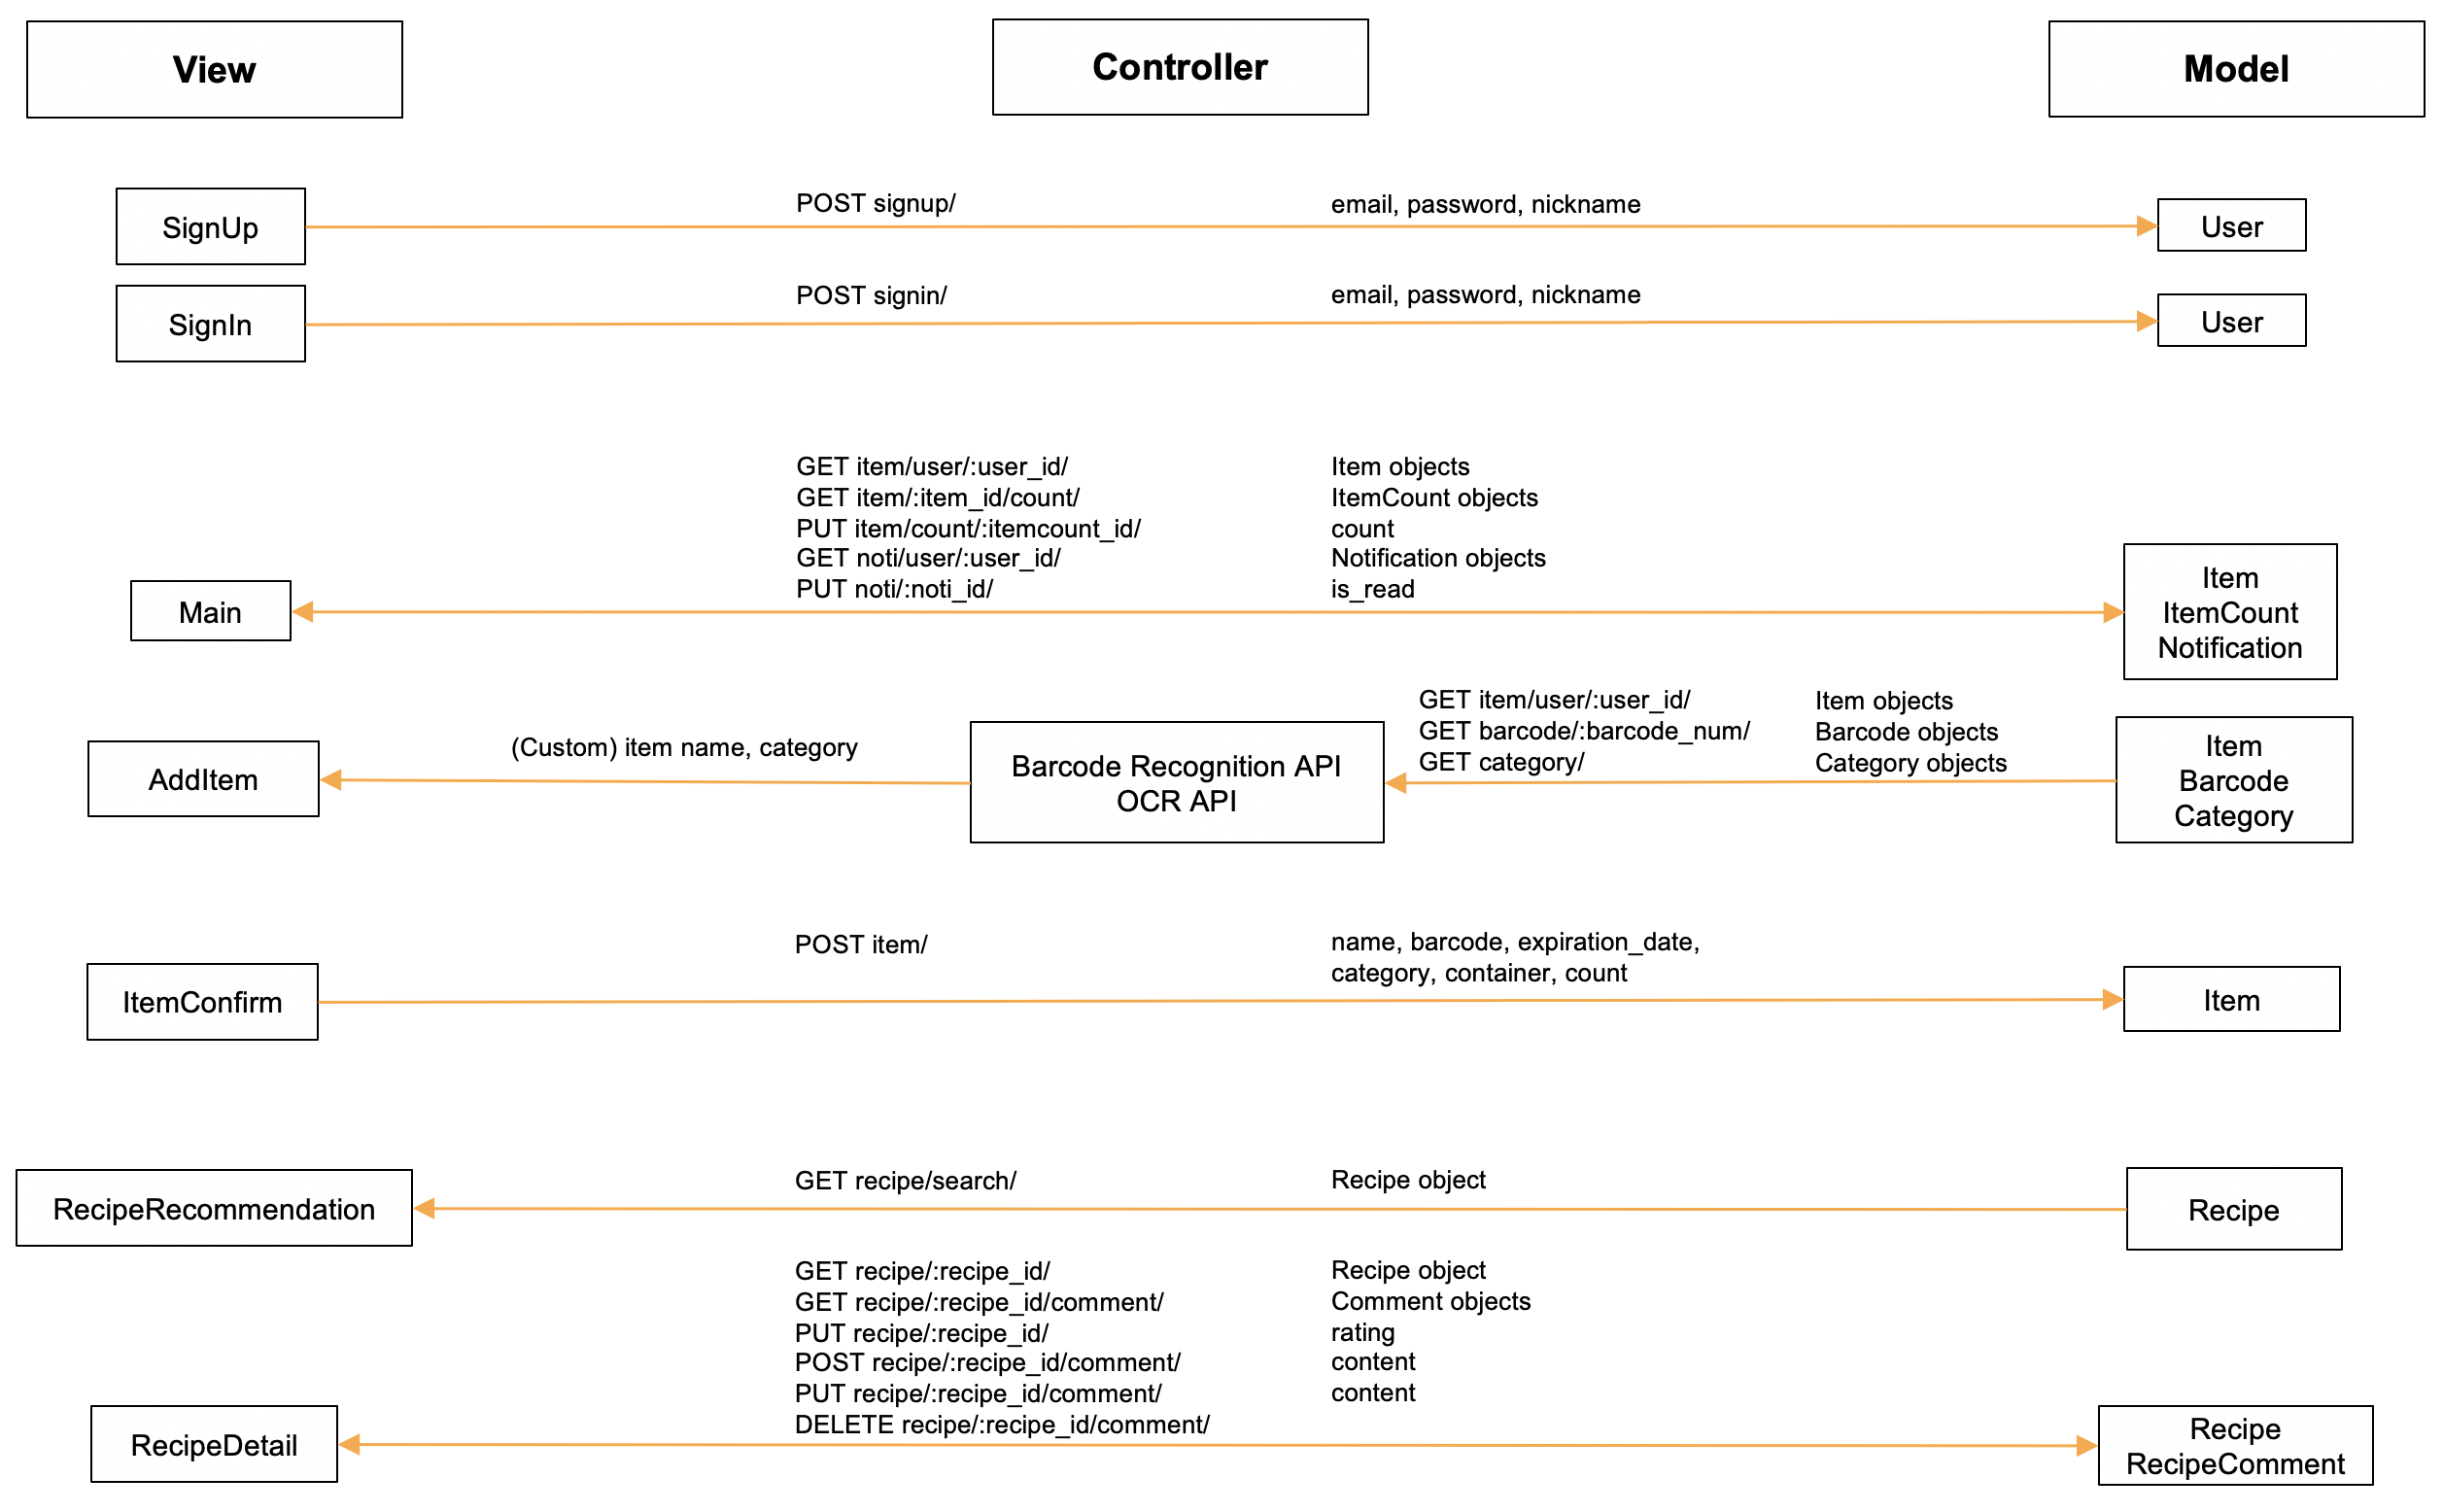 View
Controller
Model
SignUp
POST signup/
email, password, nickname
User
SignIn
POST signin/
email, password, nickname
User
GET item/user/:user_id/
Item objects
GET item/:item_id/count/
ItemCount objects
PUT item/count/:itemcount_id/
count
GET noti/user/:user_id/
Notification objects
PUT noti/:noti_id/
is_read
Main
Item
ItemCount
Notification
AddItem
(Custom) item name, category
Barcode Recognition API
OCR API
GET item/user/:user_id/
Item objects
GET barcode/:barcode_num/
Barcode objects
GET category/
Category objects
Item
Barcode
Category
ItemConfirm
POST item/
name, barcode, expiration_date,
category, container, count
Item
RecipeRecommendation
GET recipe/search/
Recipe object
Recipe
GET recipe/:recipe_id/
Recipe object
GET recipe/:recipe_id/comment/
Comment objects
PUT recipe/:recipe_id/
rating
POST recipe/:recipe_id/comment/
content
PUT recipe/:recipe_id/comment/
content
DELETE recipe/:recipe_id/comment/
RecipeDetail
Recipe
RecipeComment